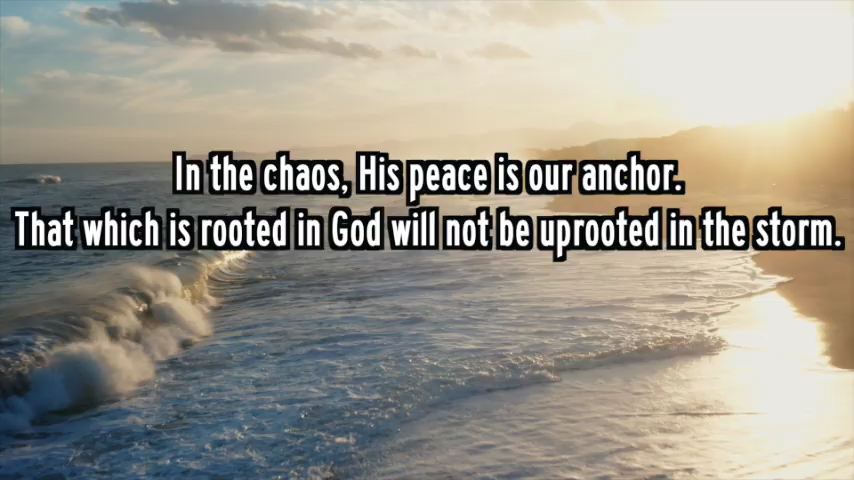 In the chaos, His peace is our anchor.
That which is rooted in God will not be uprooted in the storm.